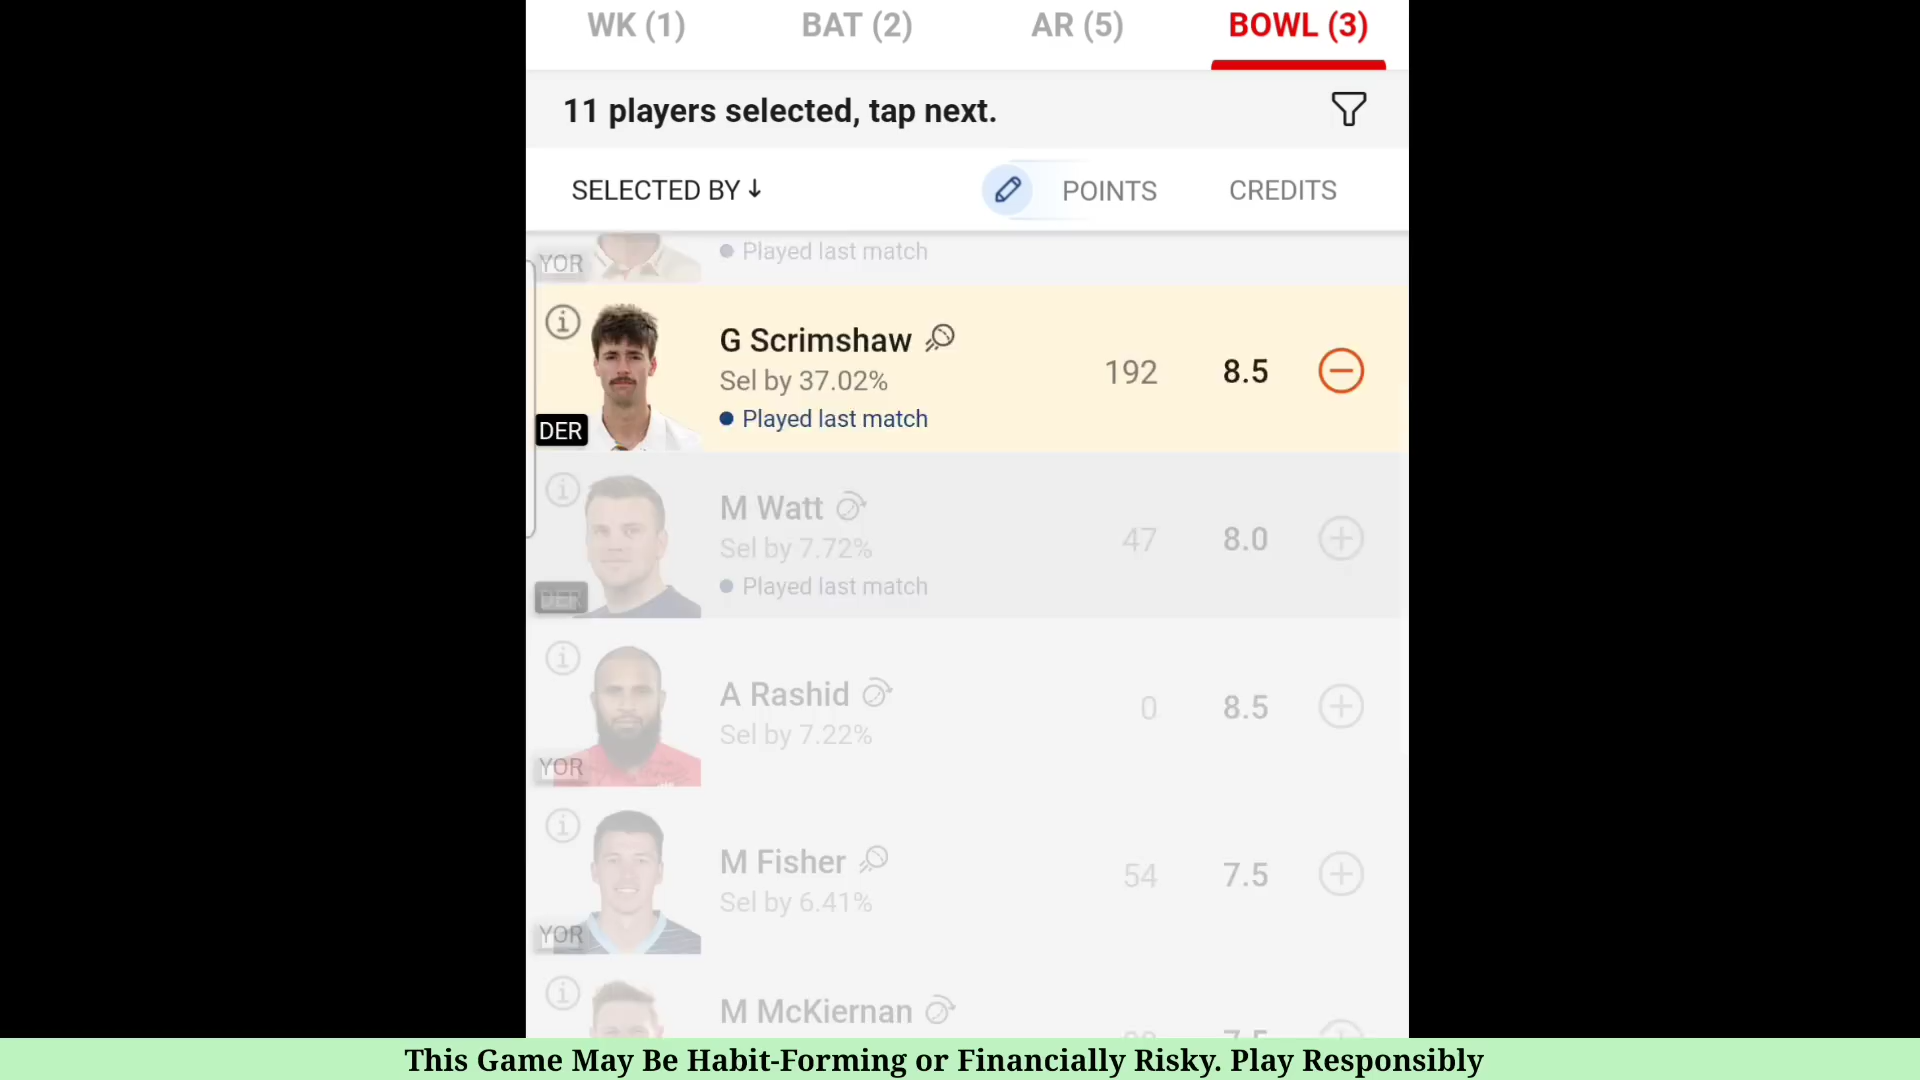 WK (1) BAT (2) AR (5) BOWL (3)
11 players selected, tap next.
SELECTED BY POINTS CREDITS
YOR Played last match
G Scrimshaw
Sel by 37.02% 192 8.5
Played last match
DER
M Watt
Sel by 7.72% 47 8.0
Played last match
DER
A Rashid
Sel by 7.22% 0 8.5
YOR
M Fisher
Sel by 6.41% 54 7.5
YOR
M McKiernan
This Game May Be Habit-Forming or Financially Risky. Play Responsibly